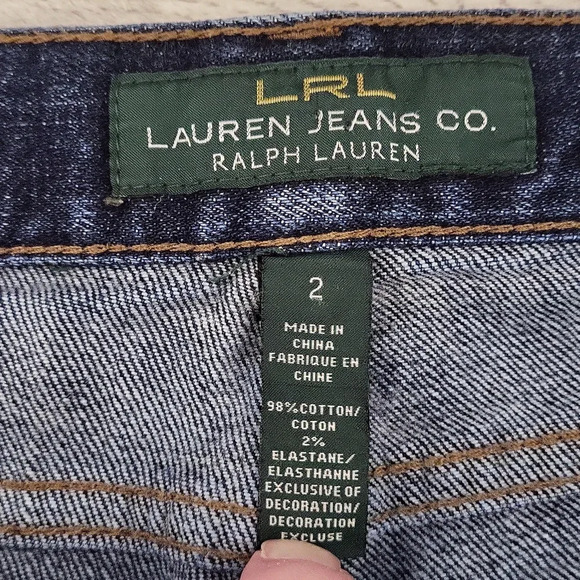 LRL
LAUREN JEANS CO.
RALPH LAUREN
2
MADE IN
CHINA
FABRIQUE EN
CHINE
98% COTTON/
COTON
2%
ELASTANE/
ELASTHANNE
EXCLUSIVE OF
DECORATION/
DECORATION
EXCLUSE